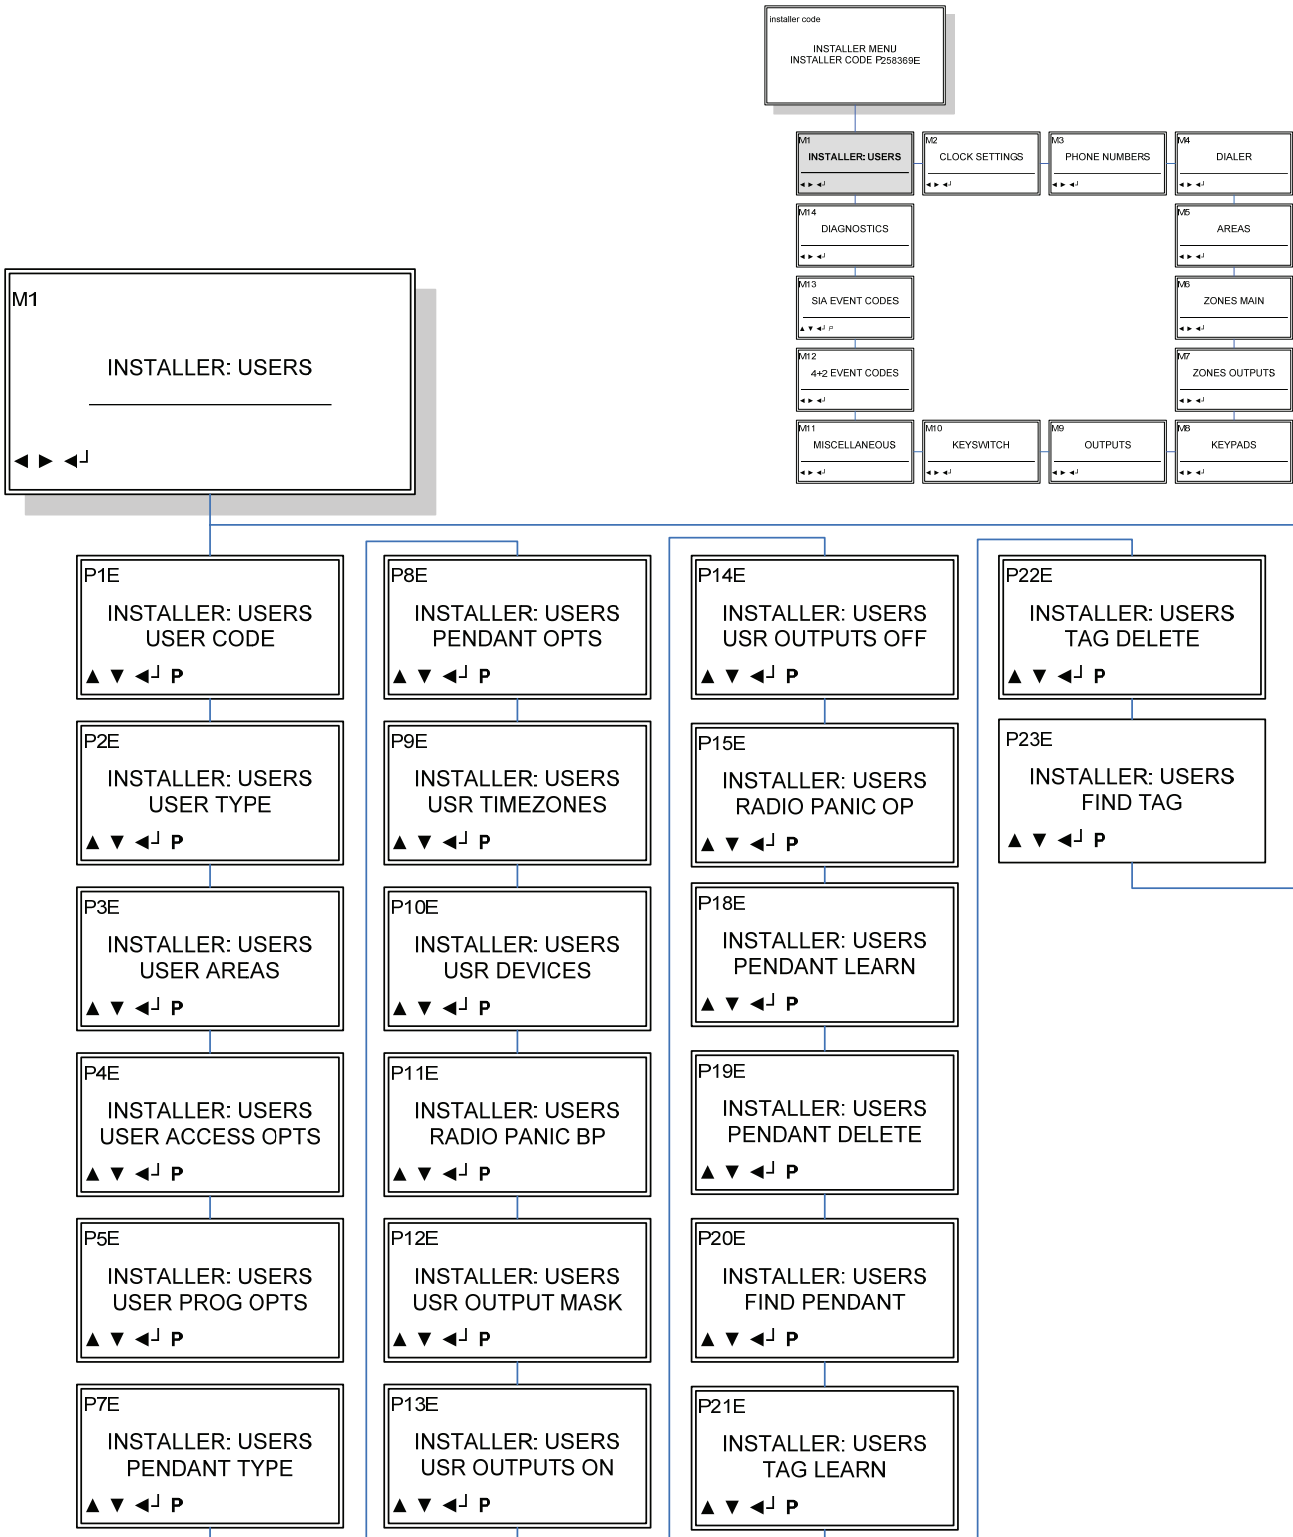 installer code
INSTALLER MENU
INSTALLER CODE P258369E
M1
INSTALLER: USERS
◄ ► ◄┘
M2
CLOCK SETTINGS
◄ ► ◄┘
M3
PHONE NUMBERS
◄ ► ◄┘
M4
DIALER
◄ ► ◄┘
M14
DIAGNOSTICS
◄ ► ◄┘
M5
AREAS
◄ ► ◄┘
M13
SIA EVENT CODES
▲ ▼ ◄┘ P
M6
ZONES MAIN
◄ ► ◄┘
M12
4+2 EVENT CODES
◄ ► ◄┘
M7
ZONES OUTPUTS
◄ ► ◄┘
M11
MISCELLANEOUS
◄ ► ◄┘
M10
KEYSWITCH
◄ ► ◄┘
M9
OUTPUTS
◄ ► ◄┘
M8
KEYPADS
◄ ► ◄┘
M1
INSTALLER: USERS
◄ ► ◄┘
P1E
INSTALLER: USERS
USER CODE
▲ ▼ ◄┘ P
P2E
INSTALLER: USERS
USER TYPE
▲ ▼ ◄┘ P
P3E
INSTALLER: USERS
USER AREAS
▲ ▼ ◄┘ P
P4E
INSTALLER: USERS
USER ACCESS OPTS
▲ ▼ ◄┘ P
P5E
INSTALLER: USERS
USER PROG OPTS
▲ ▼ ◄┘ P
P7E
INSTALLER: USERS
PENDANT TYPE
▲ ▼ ◄┘ P
P8E
INSTALLER: USERS
PENDANT OPTS
▲ ▼ ◄┘ P
P9E
INSTALLER: USERS
USR TIMEZONES
▲ ▼ ◄┘ P
P10E
INSTALLER: USERS
USR DEVICES
▲ ▼ ◄┘ P
P11E
INSTALLER: USERS
RADIO PANIC BP
▲ ▼ ◄┘ P
P12E
INSTALLER: USERS
USR OUTPUT MASK
▲ ▼ ◄┘ P
P13E
INSTALLER: USERS
USR OUTPUTS ON
▲ ▼ ◄┘ P
P14E
INSTALLER: USERS
USR OUTPUTS OFF
▲ ▼ ◄┘ P
P15E
INSTALLER: USERS
RADIO PANIC OP
▲ ▼ ◄┘ P
P18E
INSTALLER: USERS
PENDANT LEARN
▲ ▼ ◄┘ P
P19E
INSTALLER: USERS
PENDANT DELETE
▲ ▼ ◄┘ P
P20E
INSTALLER: USERS
FIND PENDANT
▲ ▼ ◄┘ P
P21E
INSTALLER: USERS
TAG LEARN
▲ ▼ ◄┘ P
P22E
INSTALLER: USERS
TAG DELETE
▲ ▼ ◄┘ P
P23E
INSTALLER: USERS
FIND TAG
▲ ▼ ◄┘ P